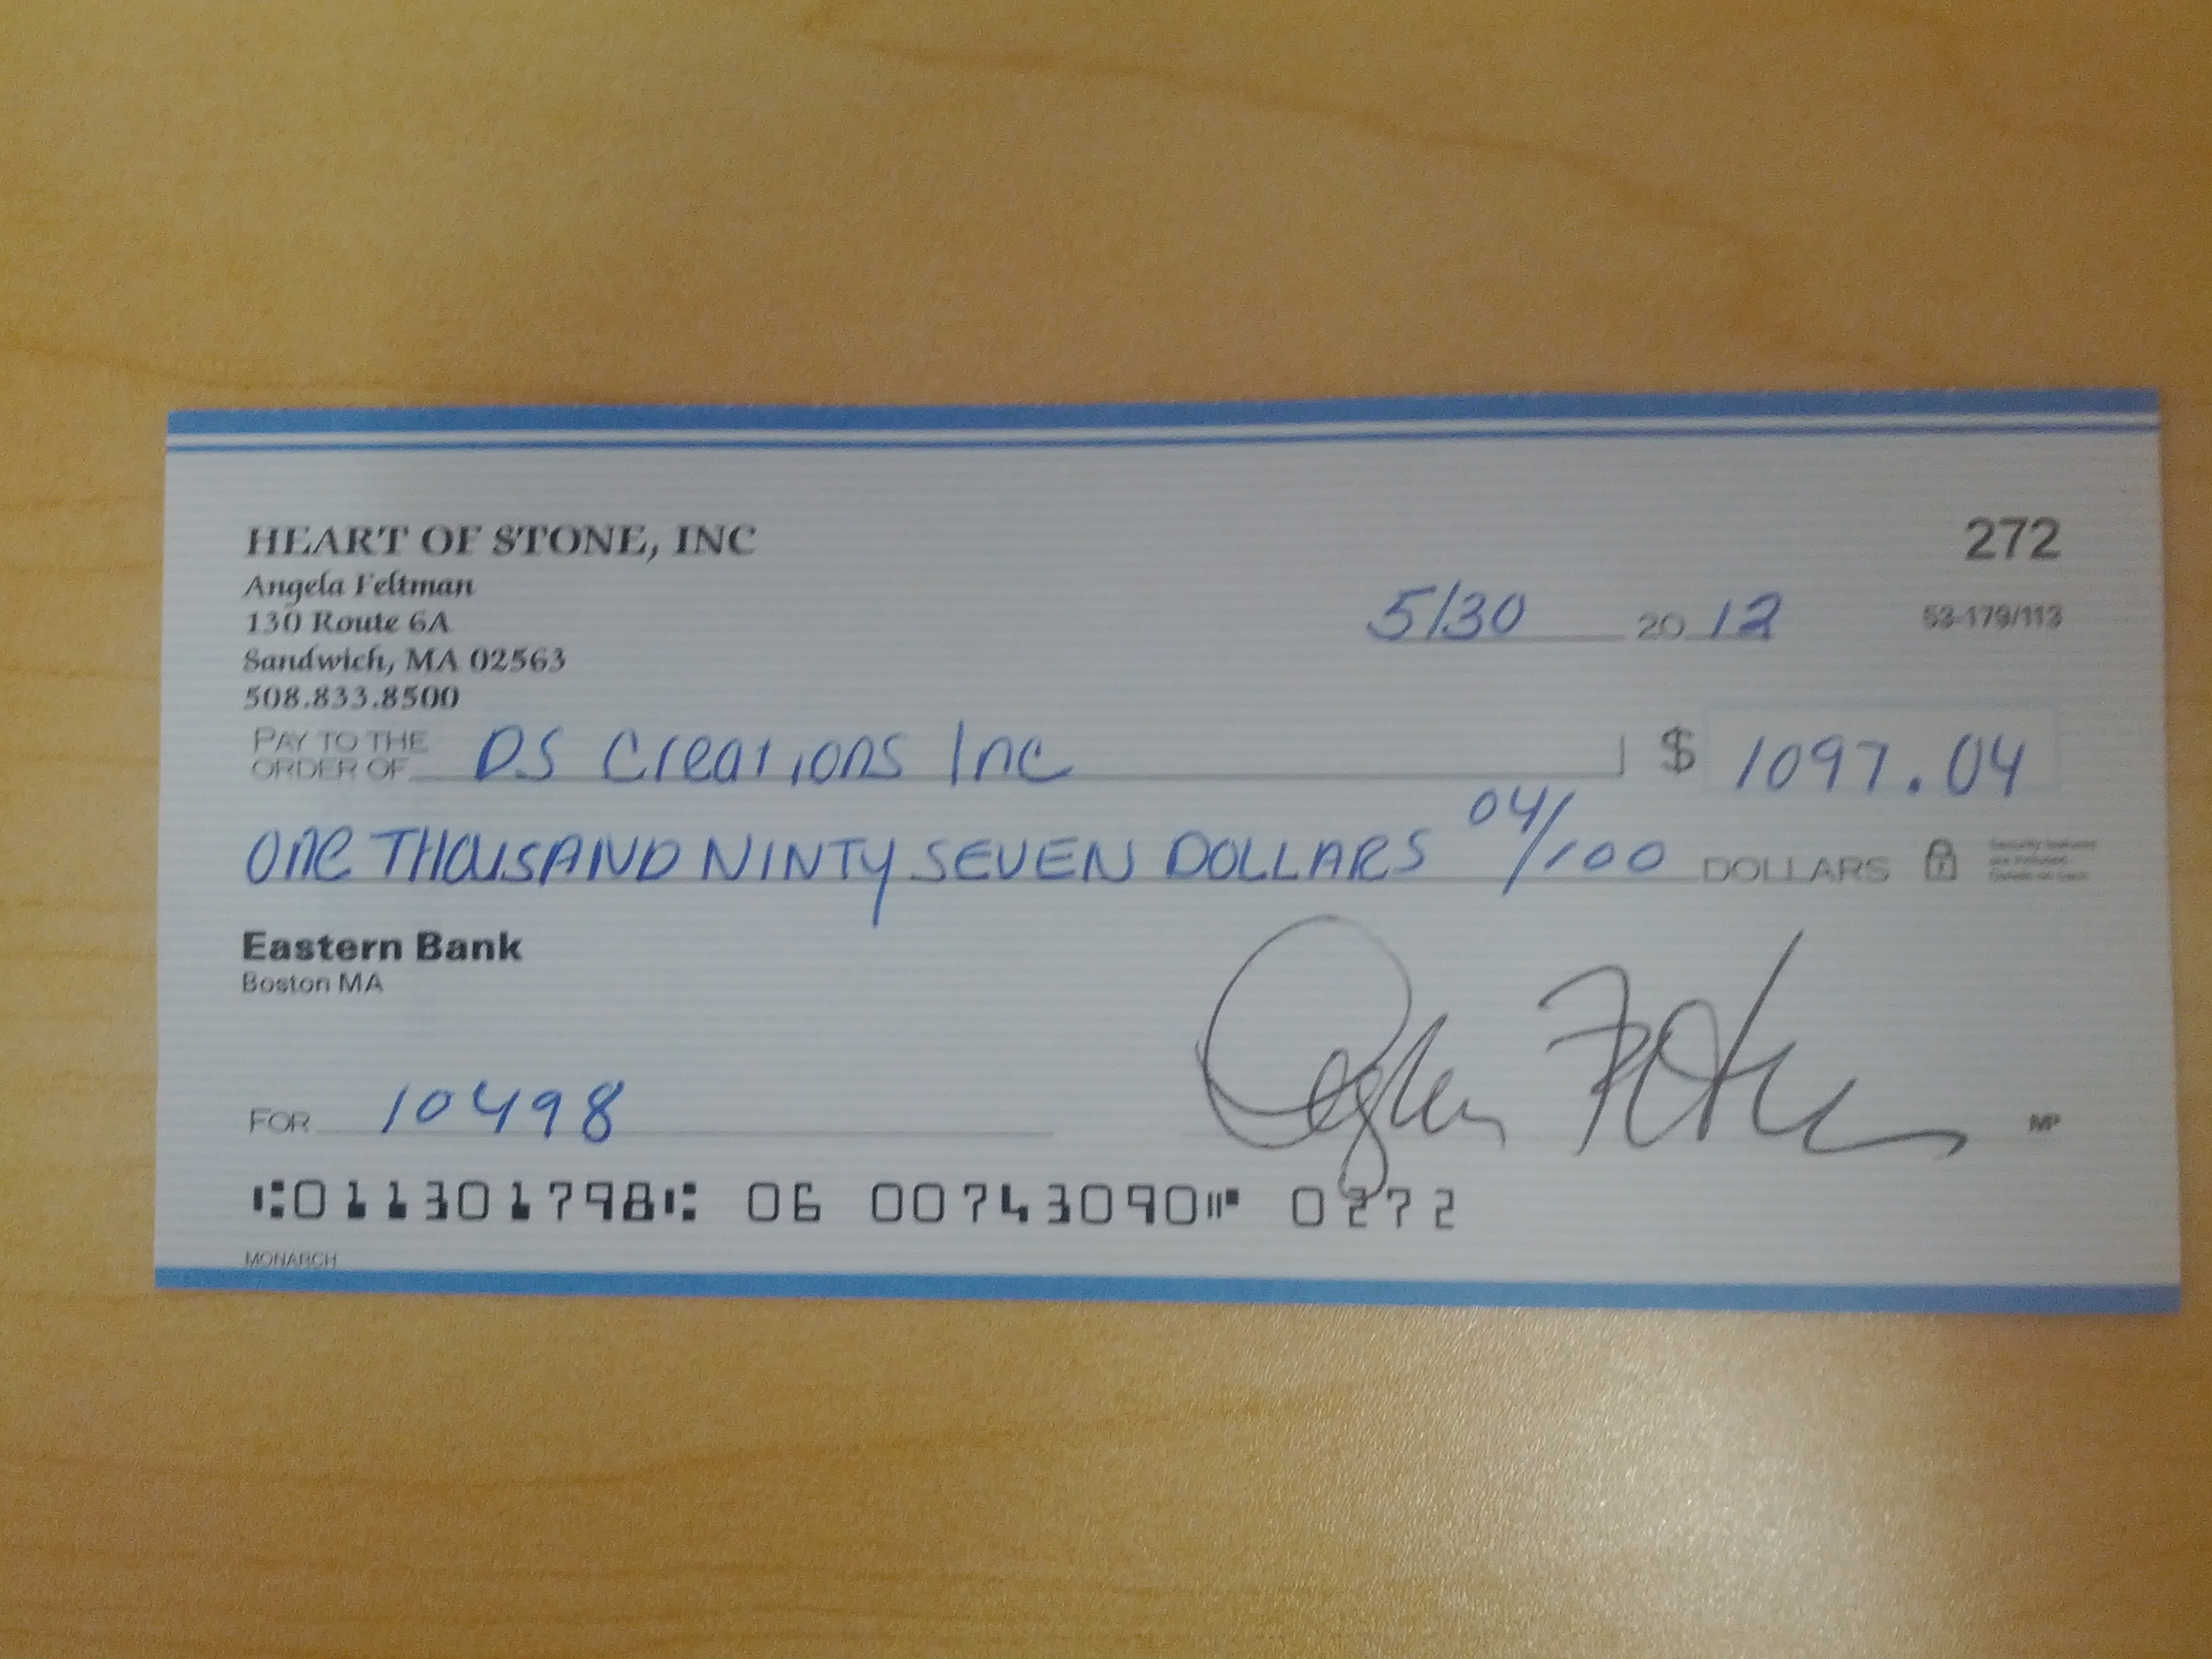 HEART OF STONE, INC
272
Angela Feltman
130 Route 6A
5/30 20 12
53-179/113
Sandwich, MA 02563
508.833.8500
PAY TO THE
ORDER OF DS Creations Inc $ 1097.04
ONE THOUSAND NINTY SEVEN DOLLARS 04/100 DOLLARS
Eastern Bank
Boston MA
FOR 10498
MP
⑆011301798⑆ 06 00743090⑈ 0272
MONARCH